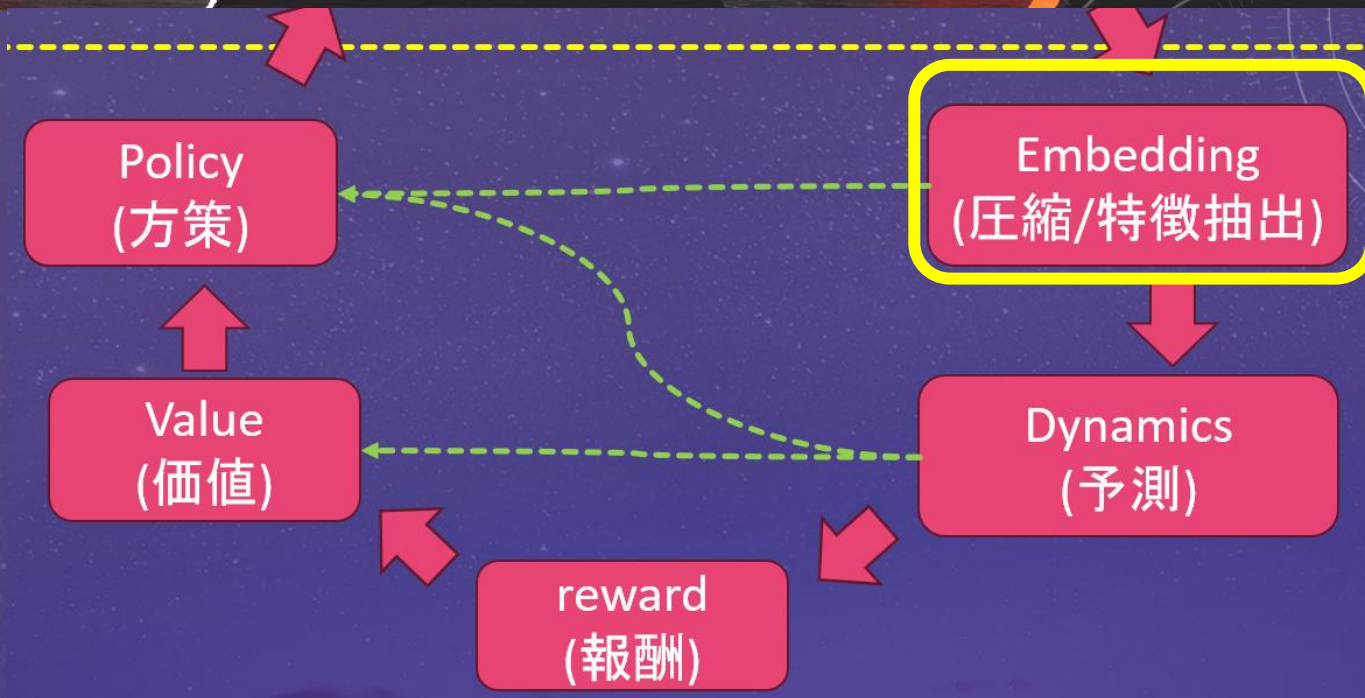 Policy
(方策)
Embedding
(圧縮/特徴抽出)
Value
(価値)
Dynamics
(予測)
reward
(報酬)